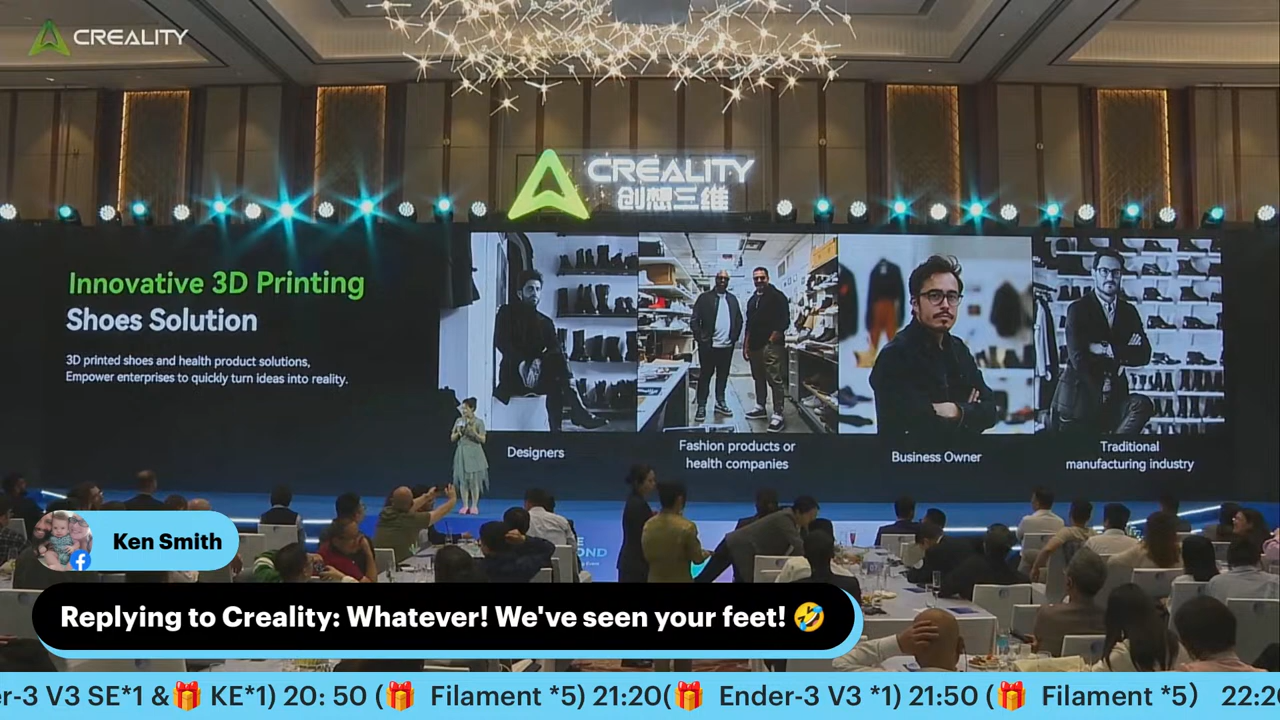 CREALITY
CREALITY
创想三维
Innovative 3D Printing
Shoes Solution
3D printed shoes and health product solutions,
Empower enterprises to quickly turn ideas into reality.
Designers
Fashion products or
health companies
Business Owner
Traditional
manufacturing industry
Ken Smith
Replying to Creality: Whatever! We've seen your feet! 🤣
er-3 V3 SE*1 &🎁 KE*1) 20: 50 (🎁 Filament *5) 21:20(🎁 Ender-3 V3 *1) 21:50 (🎁 Filament *5) 22:20